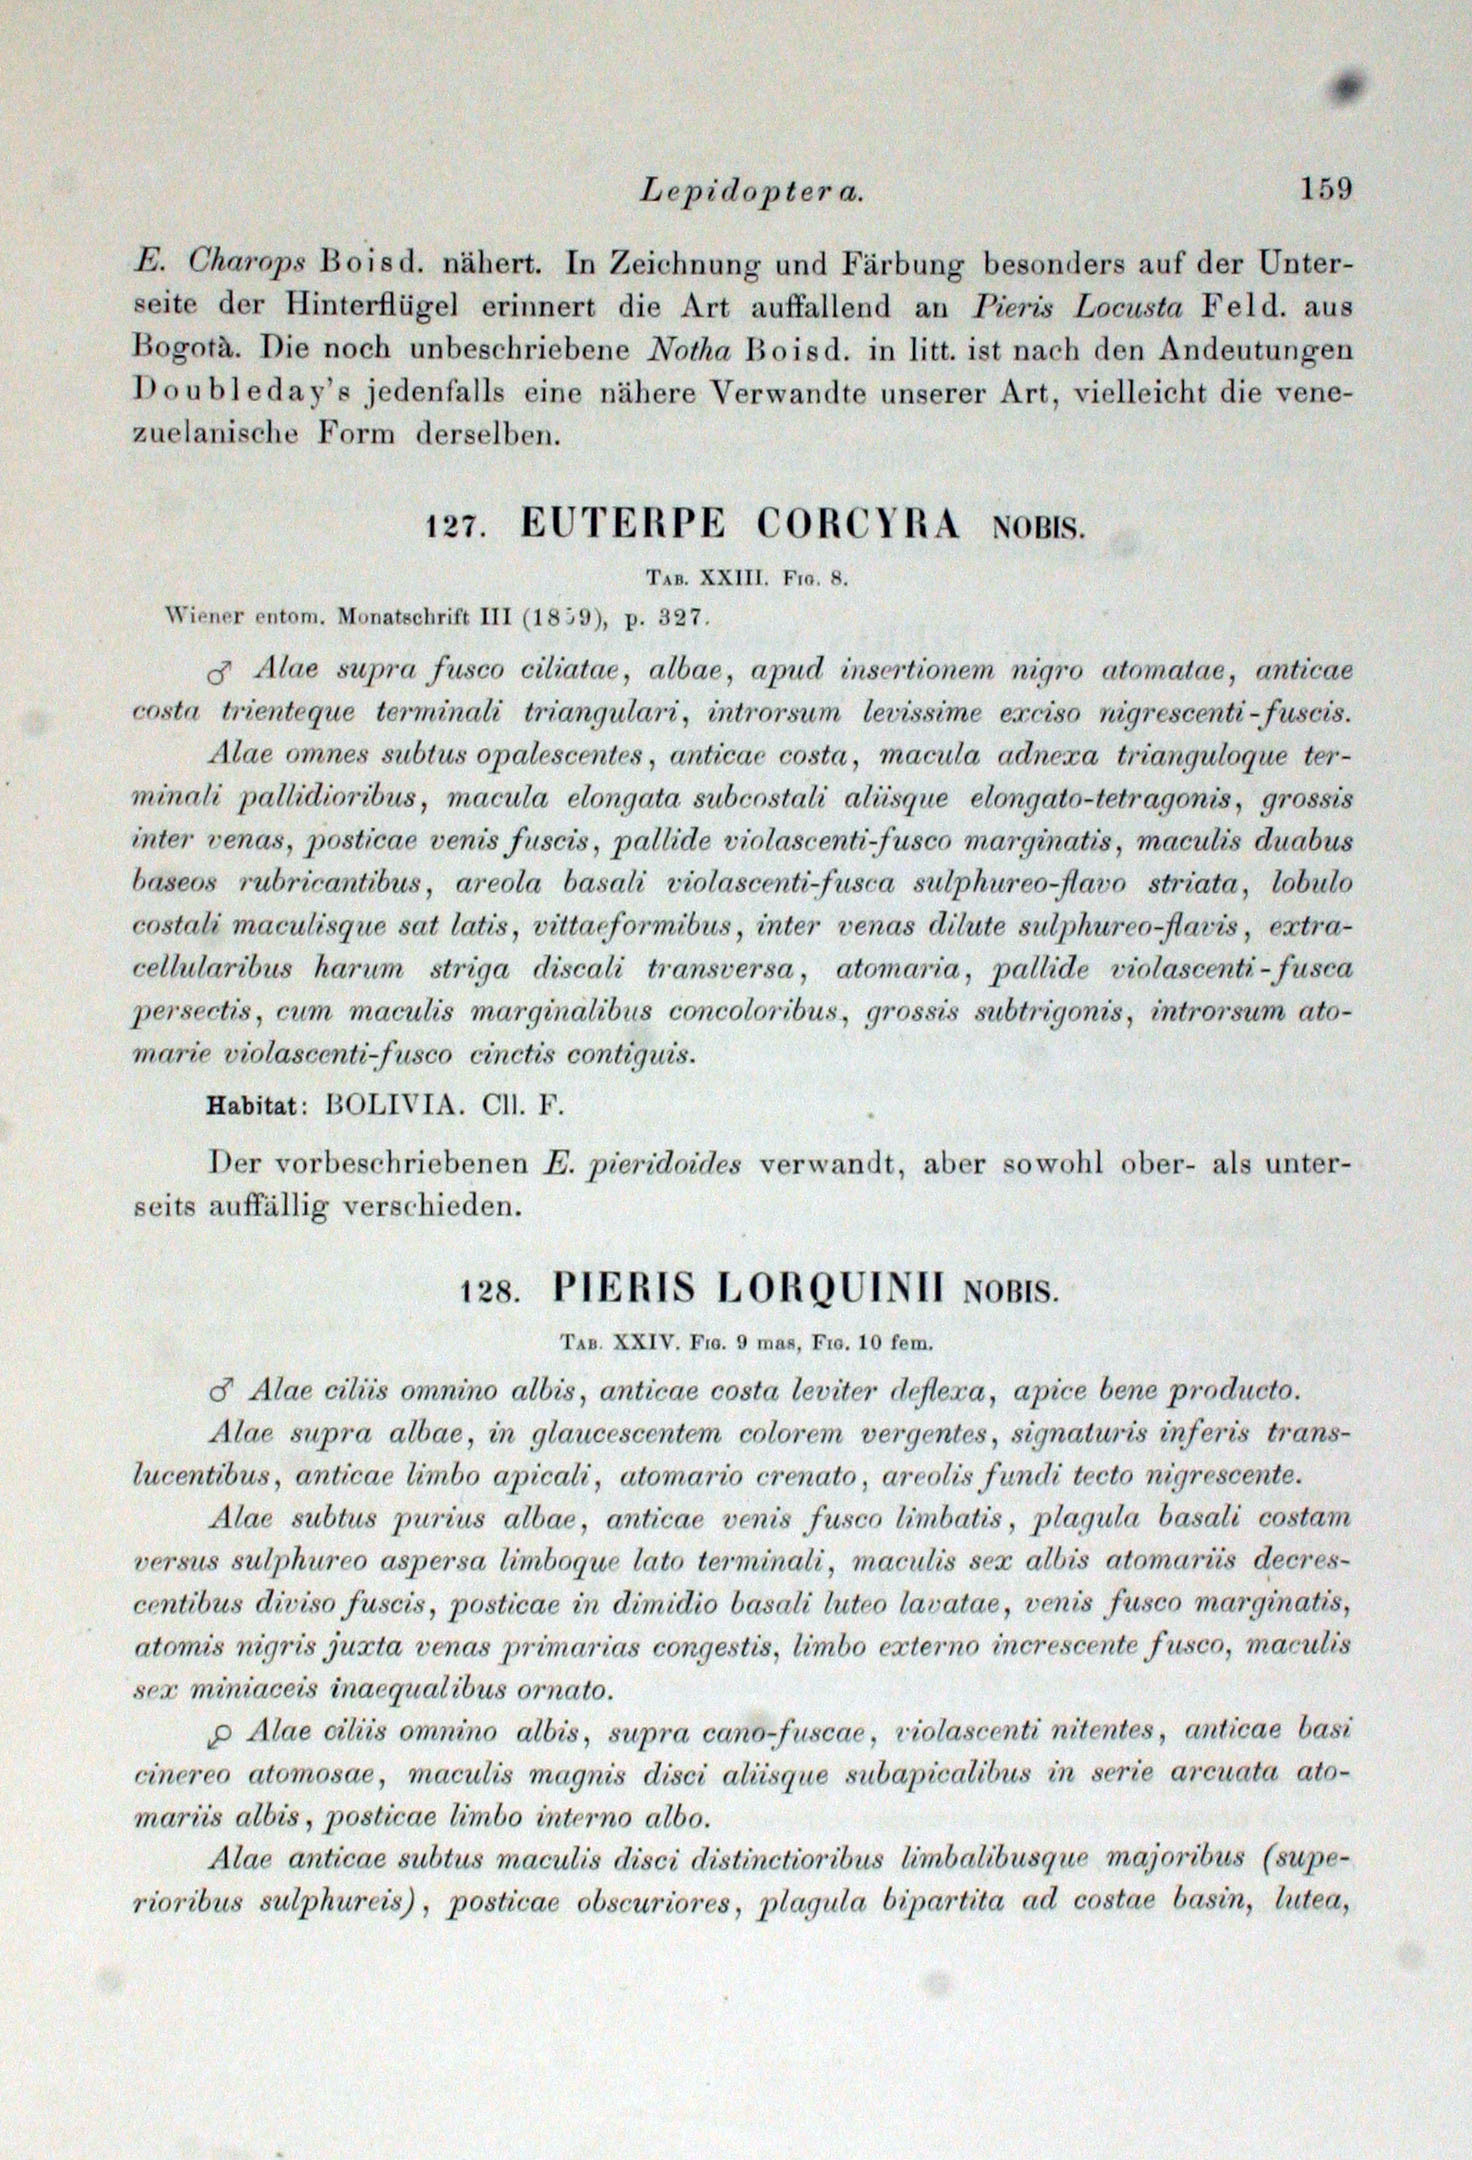 Lepidoptera. 159
E. Charops Boisd. nähert. In Zeichnung und Färbung besonders auf der Unter-
seite der Hinterflügel erinnert die Art auffallend an Pieris Locusta Feld. aus
Bogotà. Die noch unbeschriebene Notha Boisd. in litt. ist nach den Andeutungen
Doubleday's jedenfalls eine nähere Verwandte unserer Art, vielleicht die vene-
zuelanische Form derselben.
127. EUTERPE CORCYRA NOBIS.
TAB. XXIII. FIG. 8.
Wiener entom. Monatschrift III (1859), p. 327.
♂ Alae supra fusco ciliatae, albae, apud insertionem nigro atomatae, anticae
costa trienteque terminali triangulari, introrsum levissime exciso nigrescenti-fuscis.
Alae omnes subtus opalescentes, anticae costa, macula adnexa trianguloque ter-
minali pallidioribus, macula elongata subcostali aliisque elongato-tetragonis, grossis
inter venas, posticae venis fuscis, pallide violascenti-fusco marginatis, maculis duabus
baseos rubricantibus, areola basali violascenti-fusca sulphureo-flavo striata, lobulo
costali maculisque sat latis, vittaeformibus, inter venas dilute sulphureo-flavis, extra-
cellularibus harum striga discali transversa, atomaria, pallide violascenti-fusca
persectis, cum maculis marginalibus concoloribus, grossis subtrigonis, introrsum ato-
marie violascenti-fusco cinctis contiguis.
Habitat: BOLIVIA. Cll. F.
Der vorbeschriebenen E. pieridoides verwandt, aber sowohl ober- als unter-
seits auffällig verschieden.
128. PIERIS LORQUINII NOBIS.
TAB. XXIV. FIG. 9 mas, FIG. 10 fem.
♂ Alae ciliis omnino albis, anticae costa leviter deflexa, apice bene producto.
Alae supra albae, in glaucescentem colorem vergentes, signaturis inferis trans-
lucentibus, anticae limbo apicali, atomario crenato, areolis fundi tecto nigrescente.
Alae subtus purius albae, anticae venis fusco limbatis, plagula basali costam
versus sulphureo aspersa limboque lato terminali, maculis sex albis atomariis decres-
centibus diviso fuscis, posticae in dimidio basali luteo lavatae, venis fusco marginatis,
atomis nigris juxta venas primarias congestis, limbo externo increscente fusco, maculis
sex miniaceis inaequalibus ornato.
♀ Alae ciliis omnino albis, supra cano-fuscae, violascenti nitentes, anticae basi
cinereo atomosae, maculis magnis disci aliisque subapicalibus in serie arcuata ato-
mariis albis, posticae limbo interno albo.
Alae anticae subtus maculis disci distinctioribus limbalibusque majoribus (supe-
rioribus sulphureis), posticae obscuriores, plagula bipartita ad costae basin, lutea,